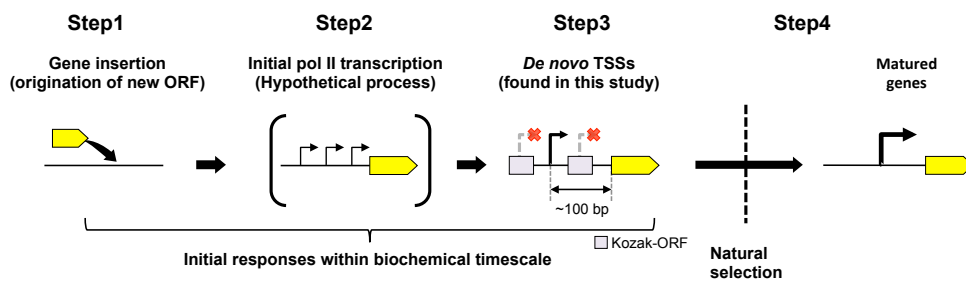 Step1
Step2
Step3
Step4
Gene insertion
(origination of new ORF)
Initial pol II transcription
(Hypothetical process)
De novo TSSs
(found in this study)
Matured
genes
~100 bp
Kozak-ORF
Initial responses within biochemical timescale
Natural
selection